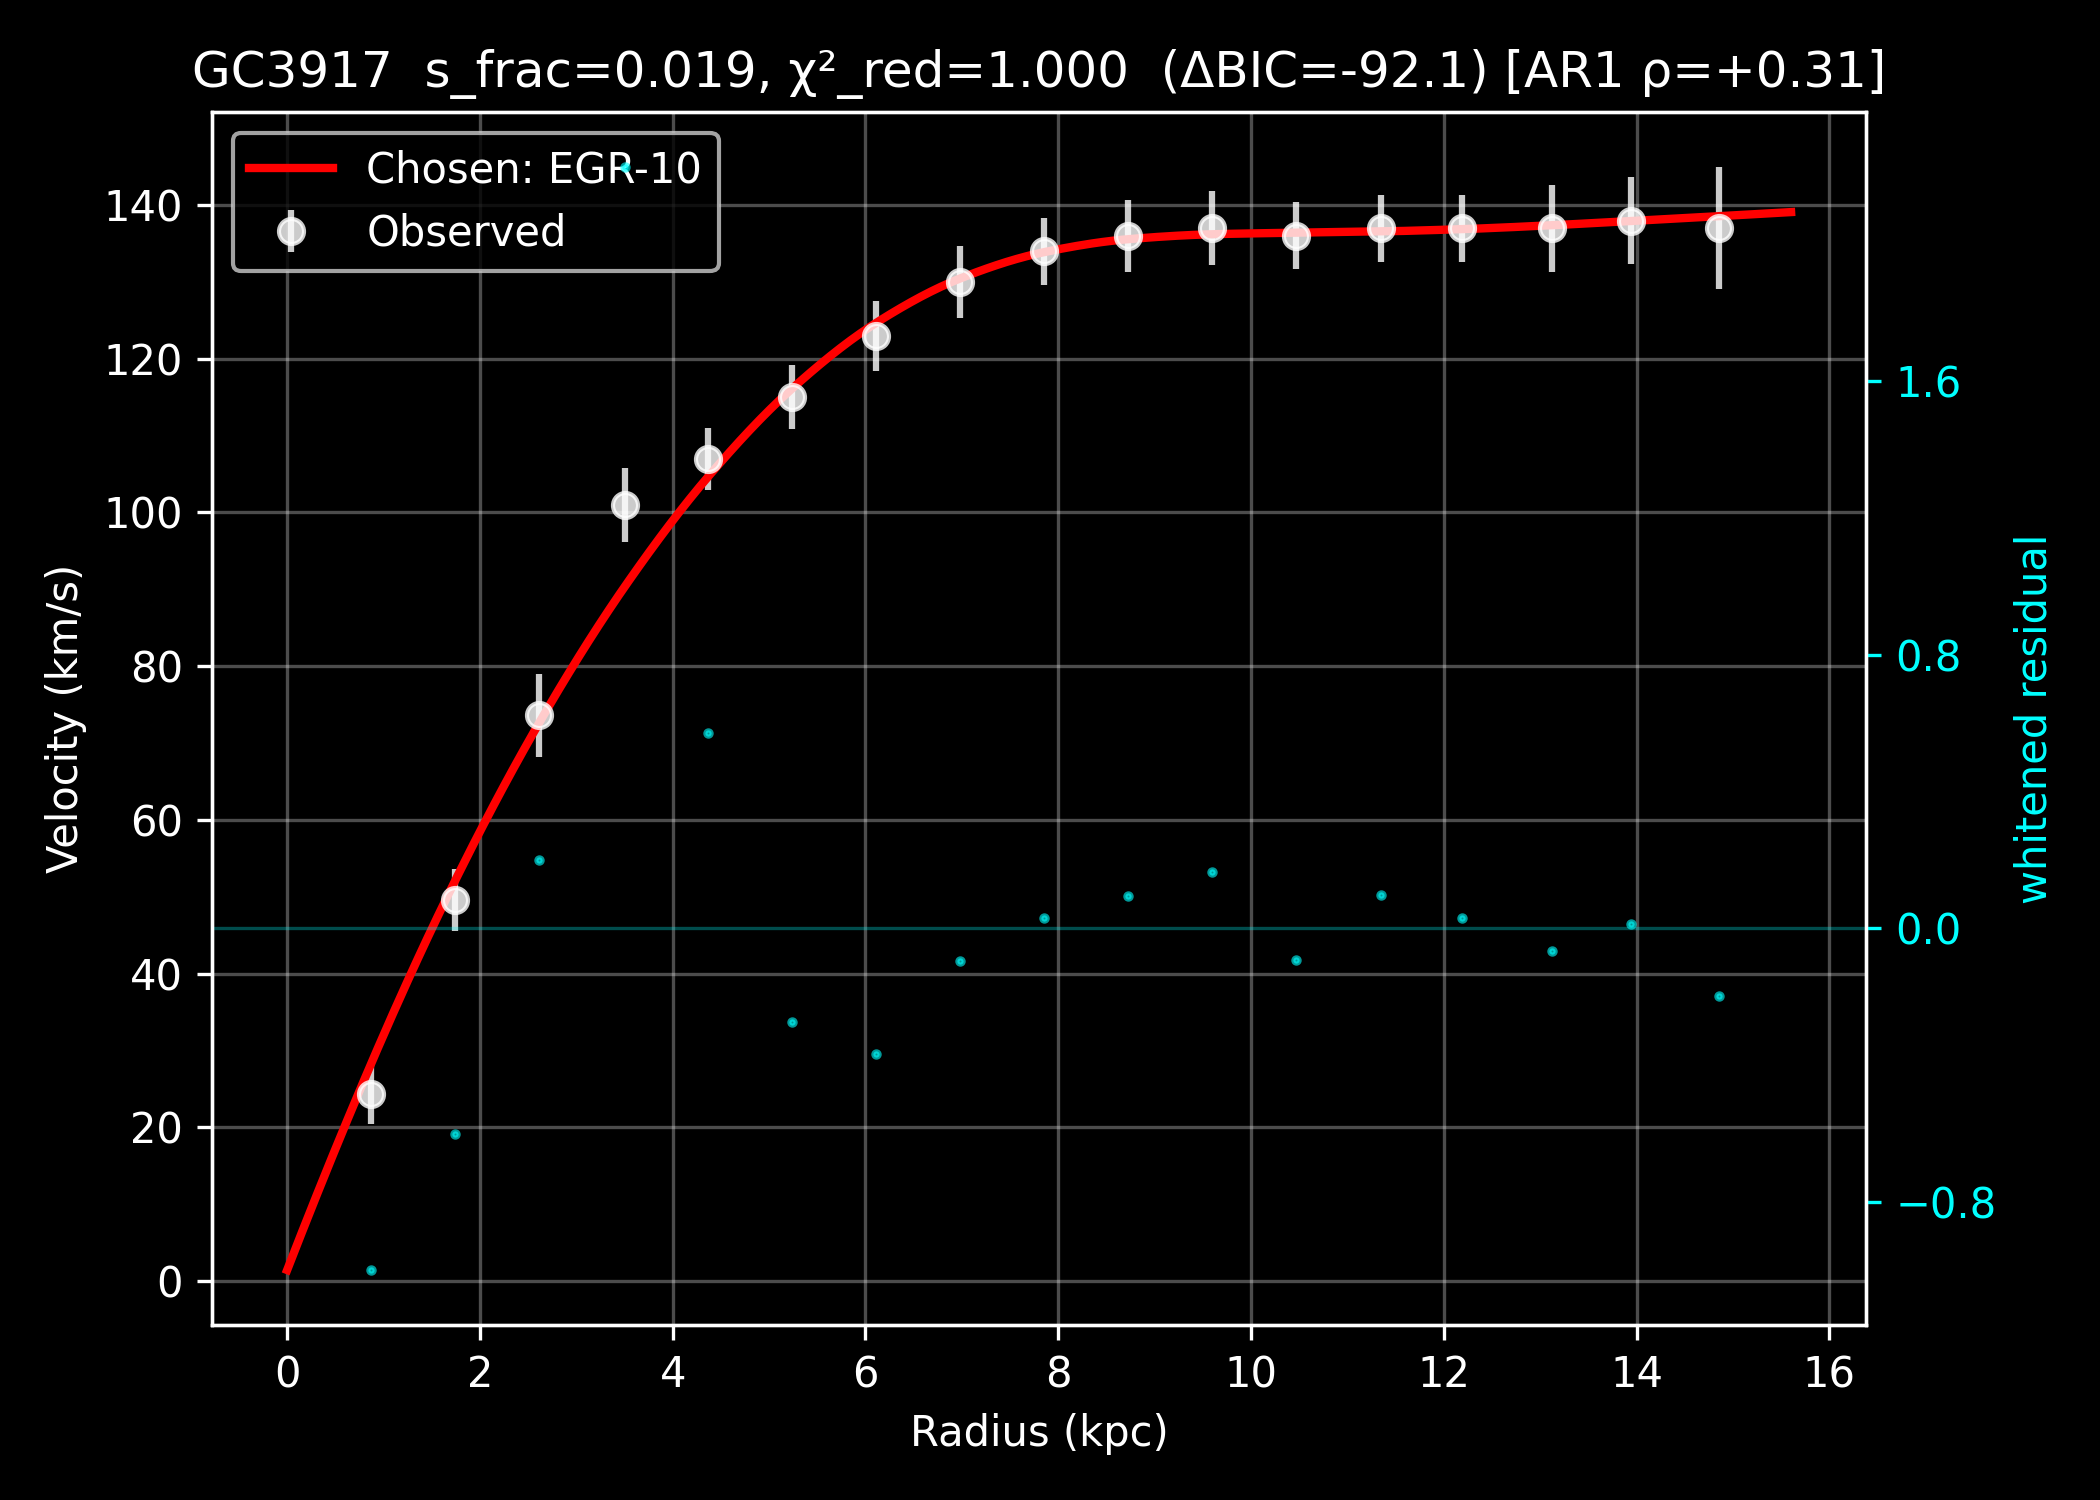 GC3917 s_frac=0.019, χ²_red=1.000 (ΔBIC=-92.1) [AR1 ρ=+0.31]
Chosen: EGR-10
Observed
140
120
100
80
60
40
20
0
Velocity (km/s)
1.6
0.8
0.0
−0.8
whitened residual
0 2 4 6 8 10 12 14 16
Radius (kpc)